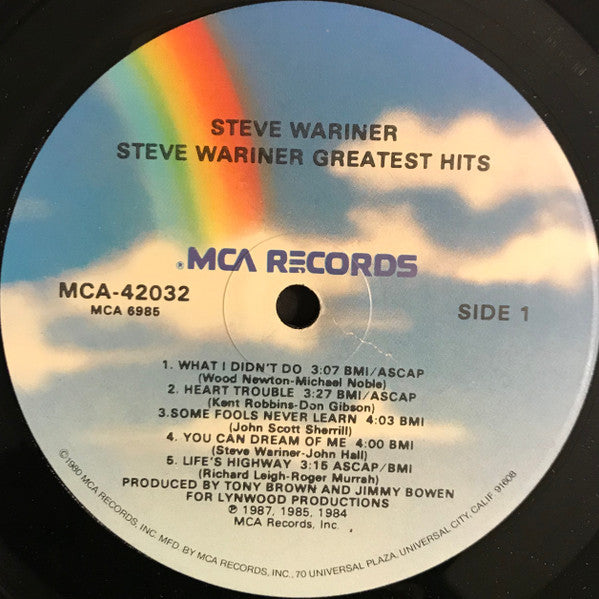 STEVE WARINER
STEVE WARINER GREATEST HITS
®MCA RECORDS
MCA-42032
MCA 6985
SIDE 1
1. WHAT I DIDN'T DO 3:07 BMI/ASCAP
(Wood Newton-Michael Noble)
2. HEART TROUBLE 3:27 BMI/ASCAP
(Kent Robbins-Don Gibson)
3.SOME FOOLS NEVER LEARN 4:03 BMI
(John Scott Sherrill)
4. YOU CAN DREAM OF ME 4:00 BMI
(Steve Wariner-John Hall)
5. LIFE'S HIGHWAY 3:15 ASCAP/BMI
(Richard Leigh-Roger Murrah)
PRODUCED BY TONY BROWN AND JIMMY BOWEN
FOR LYNWOOD PRODUCTIONS
℗ 1987, 1985, 1984
MCA Records, Inc.
©1980 MCA RECORDS, INC. MFD. BY MCA RECORDS, INC., 70 UNIVERSAL PLAZA, UNIVERSAL CITY, CALIF. 91608